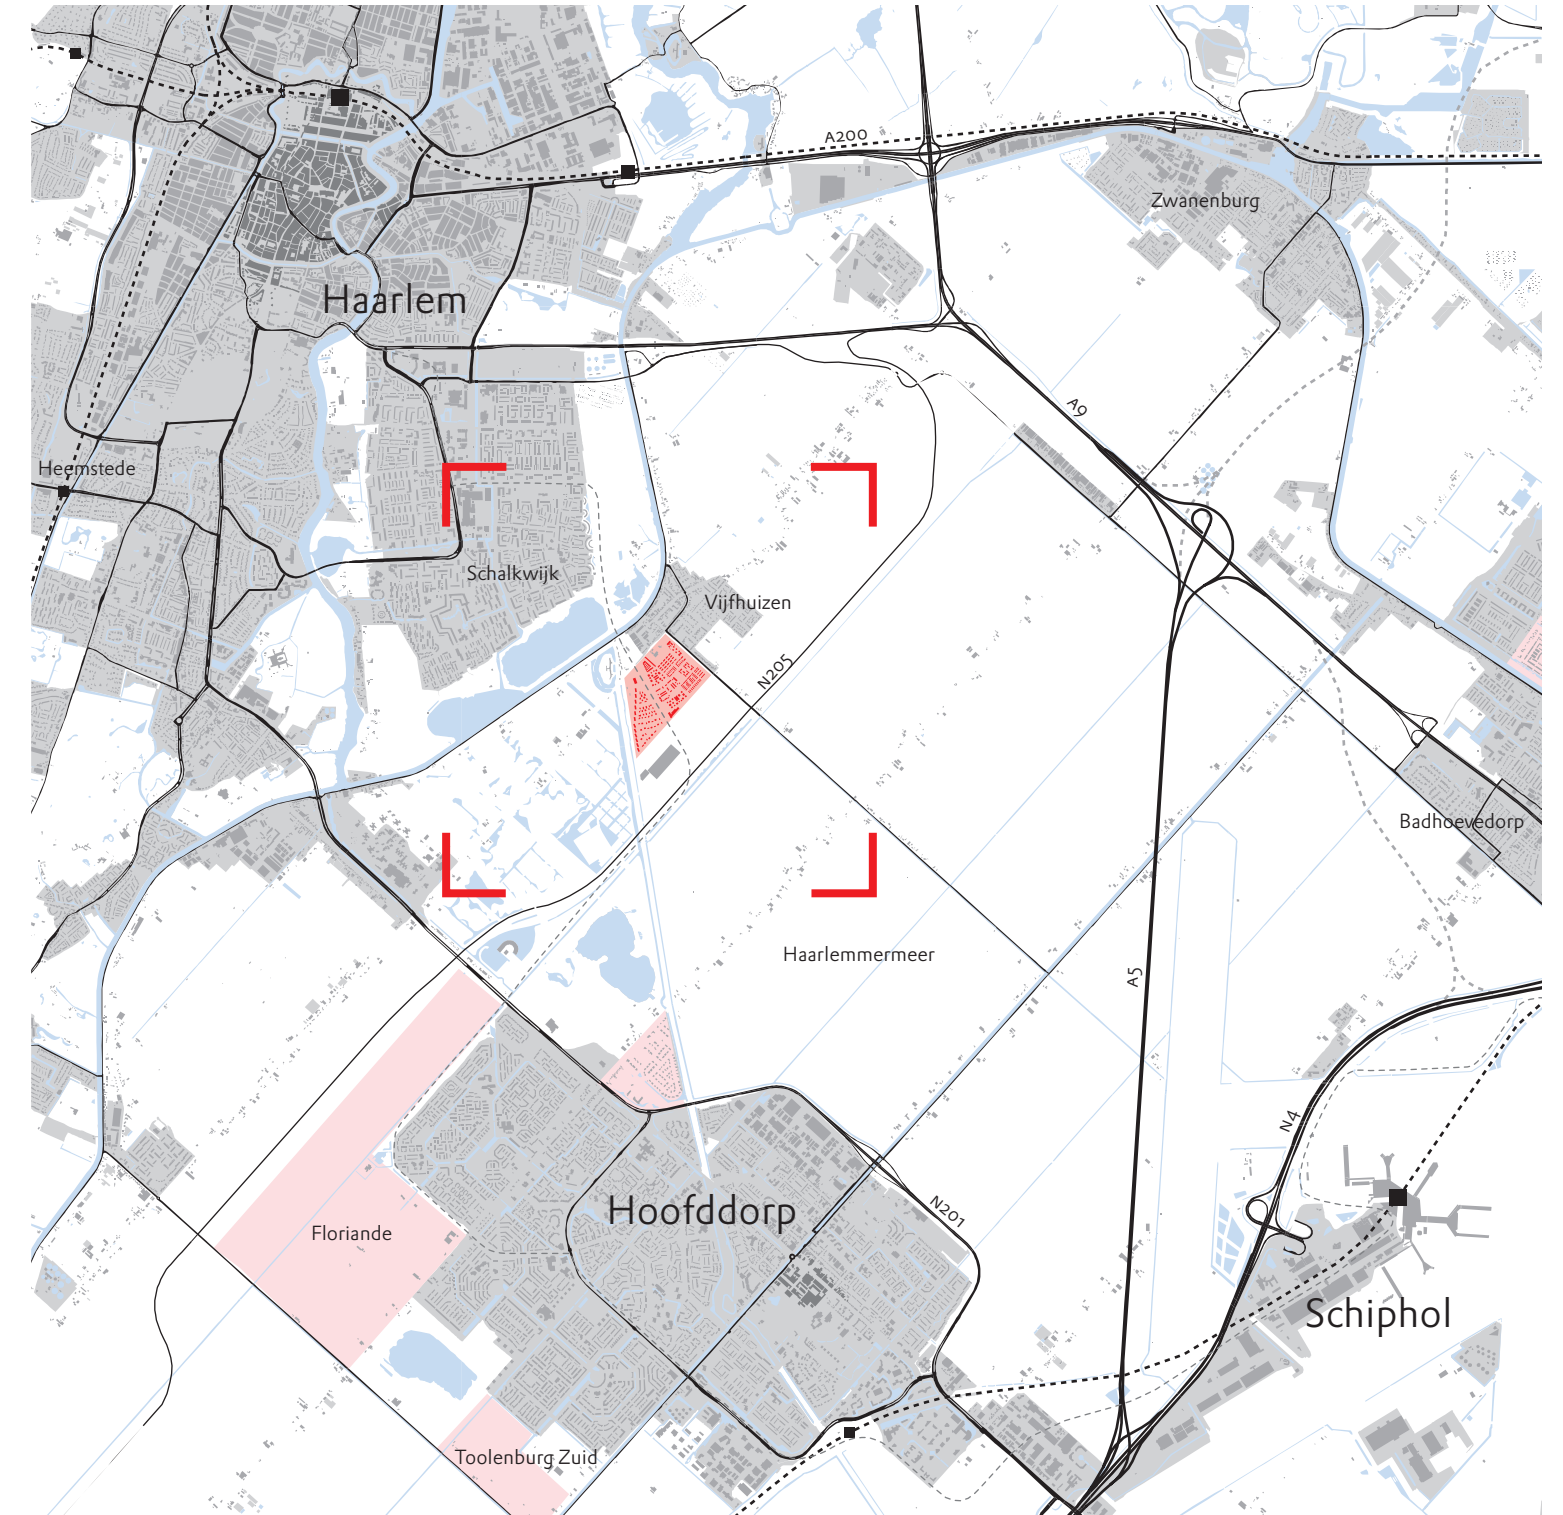 A200
Zwanenburg
Haarlem
A9
Heemstede
Schalkwijk
Vijfhuizen
N205
Badhoevedorp
Haarlemmermeer
A5
N4
Hoofddorp
N201
Floriande
Schiphol
Toolenburg Zuid